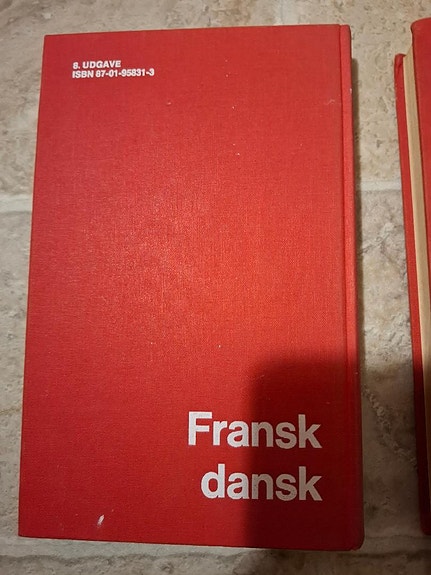 8. UDGAVE
ISBN 87-01-95831-3
Fransk
dansk